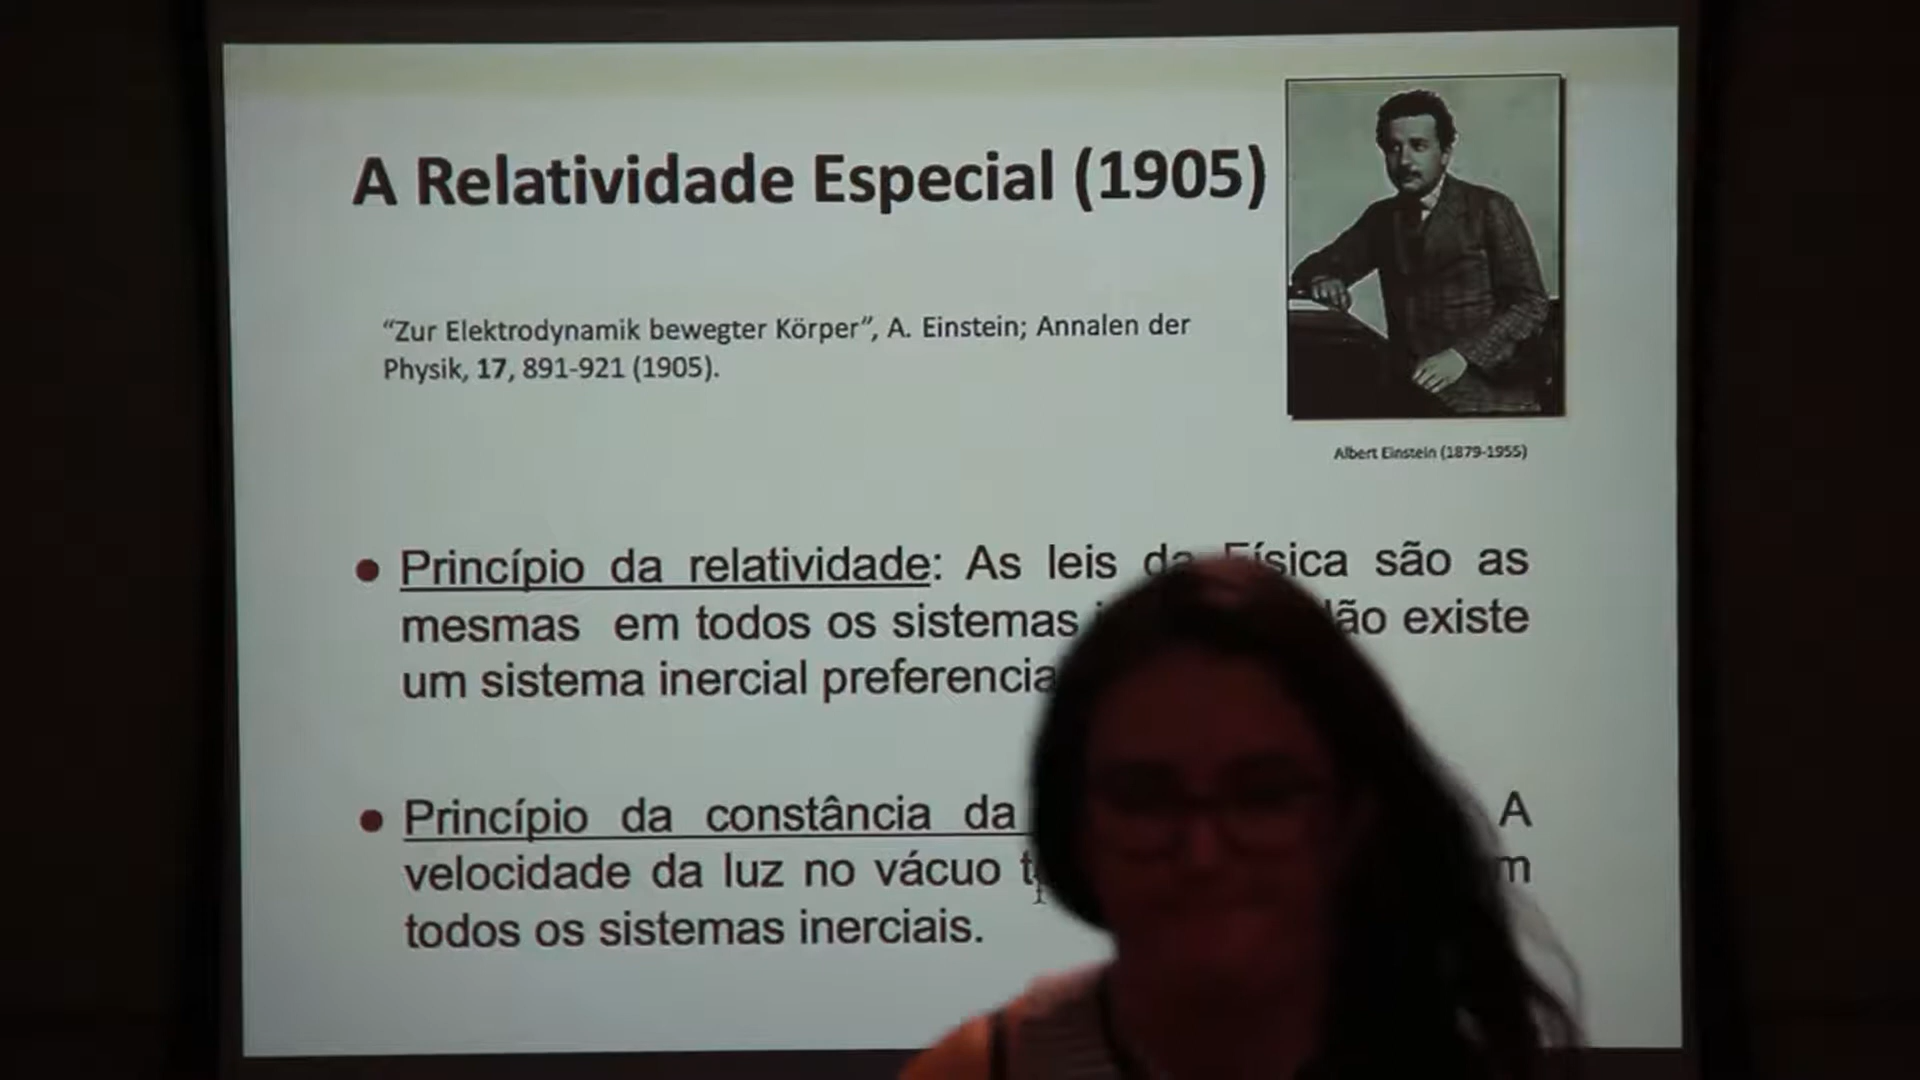 A Relatividade Especial (1905)
“Zur Elektrodynamik bewegter Körper”, A. Einstein; Annalen der
Physik, 17, 891-921 (1905).
Albert Einstein (1879-1955)
Princípio da relatividade: As leis da Física são as
mesmas em todos os sistemas existe
um sistema inercial
Princípio da constância da A
velocidade da luz no vácuo
todos os sistemas inerciais.